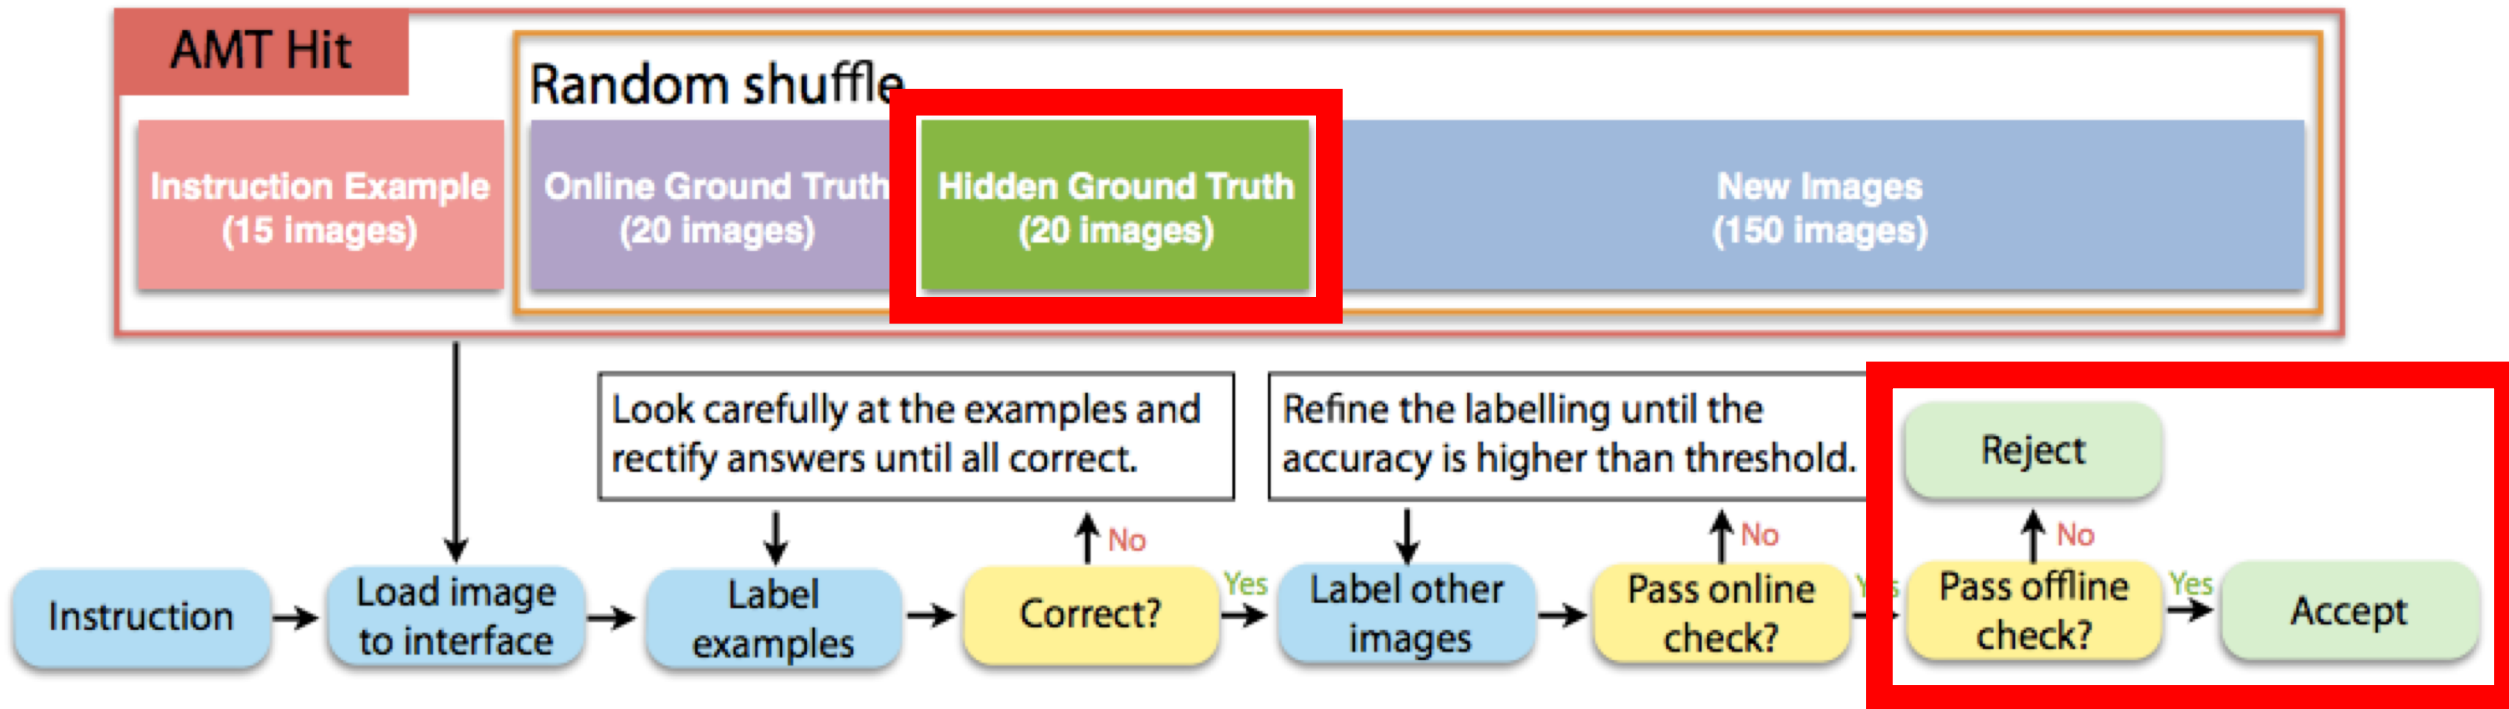 AMT Hit
Random shuffle
Instruction Example
(15 images)
Online Ground Truth
(20 images)
Hidden Ground Truth
(20 images)
New Images
(150 images)
Look carefully at the examples and
rectify answers until all correct.
Refine the labelling until the
accuracy is higher than threshold.
Reject
No
No
No
Instruction
Load image
to interface
Label
examples
Correct?
Yes
Label other
images
Pass online
check?
Yes
Pass offline
check?
Yes
Accept